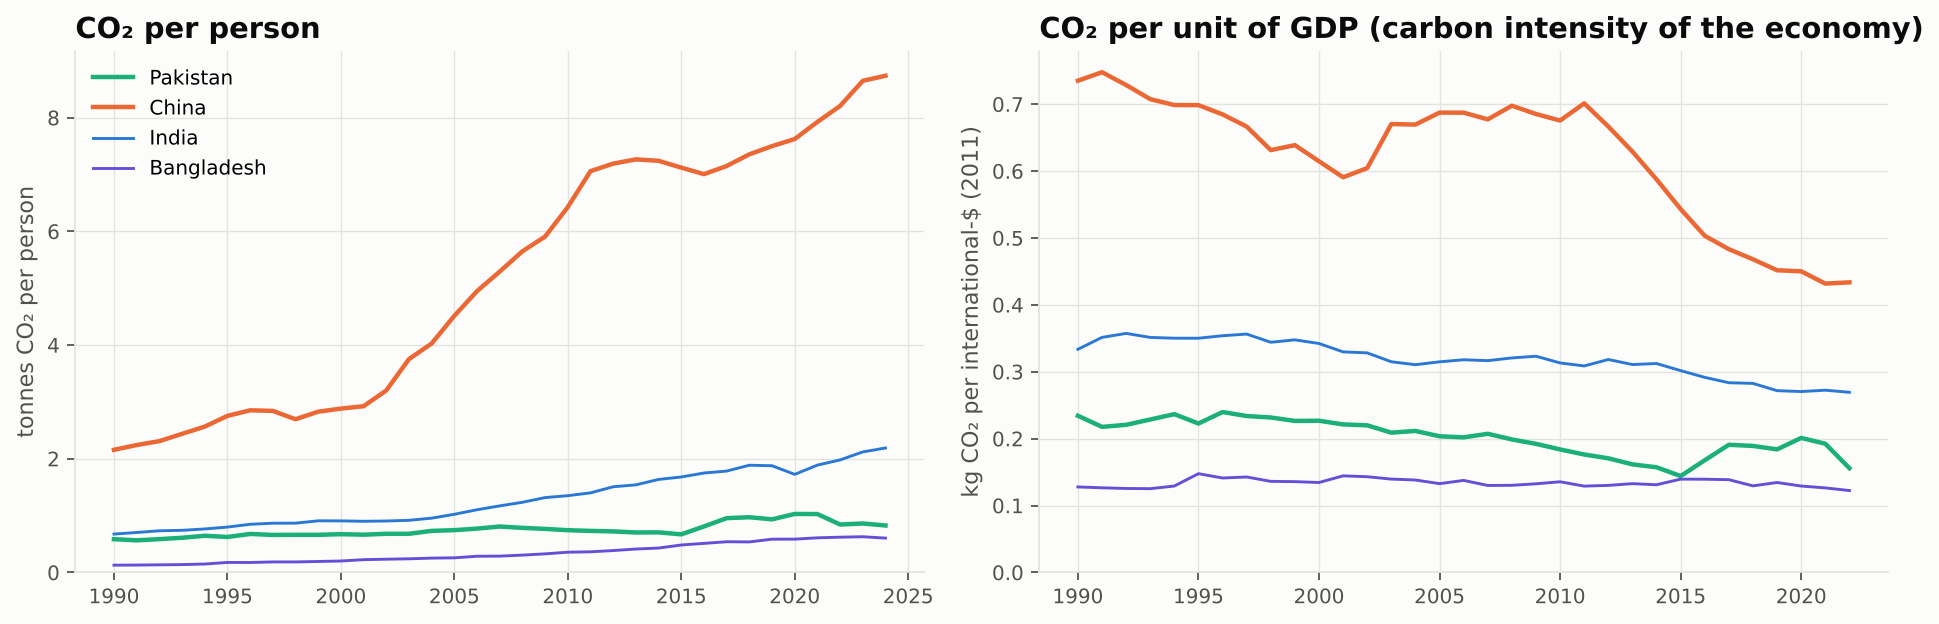 CO₂ per person
Pakistan
China
India
Bangladesh
tonnes CO₂ per person
8
6
4
2
0
1990 1995 2000 2005 2010 2015 2020 2025
CO₂ per unit of GDP (carbon intensity of the economy)
kg CO₂ per international-$ (2011)
0.7
0.6
0.5
0.4
0.3
0.2
0.1
0.0
1990 1995 2000 2005 2010 2015 2020